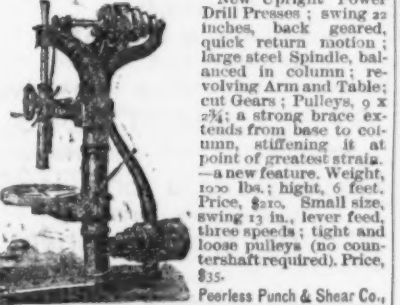 New Upright Power
Drill Presses ; swing 22
inches, back geared,
quick return motion ;
large steel Spindle, bal-
anced in column ; re-
volving Arm and Table;
cut Gears ; Pulleys, 9 x
2¾; a strong brace ex-
tends from base to col-
umn, stiffening it at
point of greatest strain.
—a new feature. Weight,
1000 lbs.; hight, 6 feet.
Price, $210. Small size,
swing 13 in., lever feed,
three speeds ; tight and
loose pulleys (no coun-
tershaft required). Price,
$35.
Peerless Punch & Shear Co.,